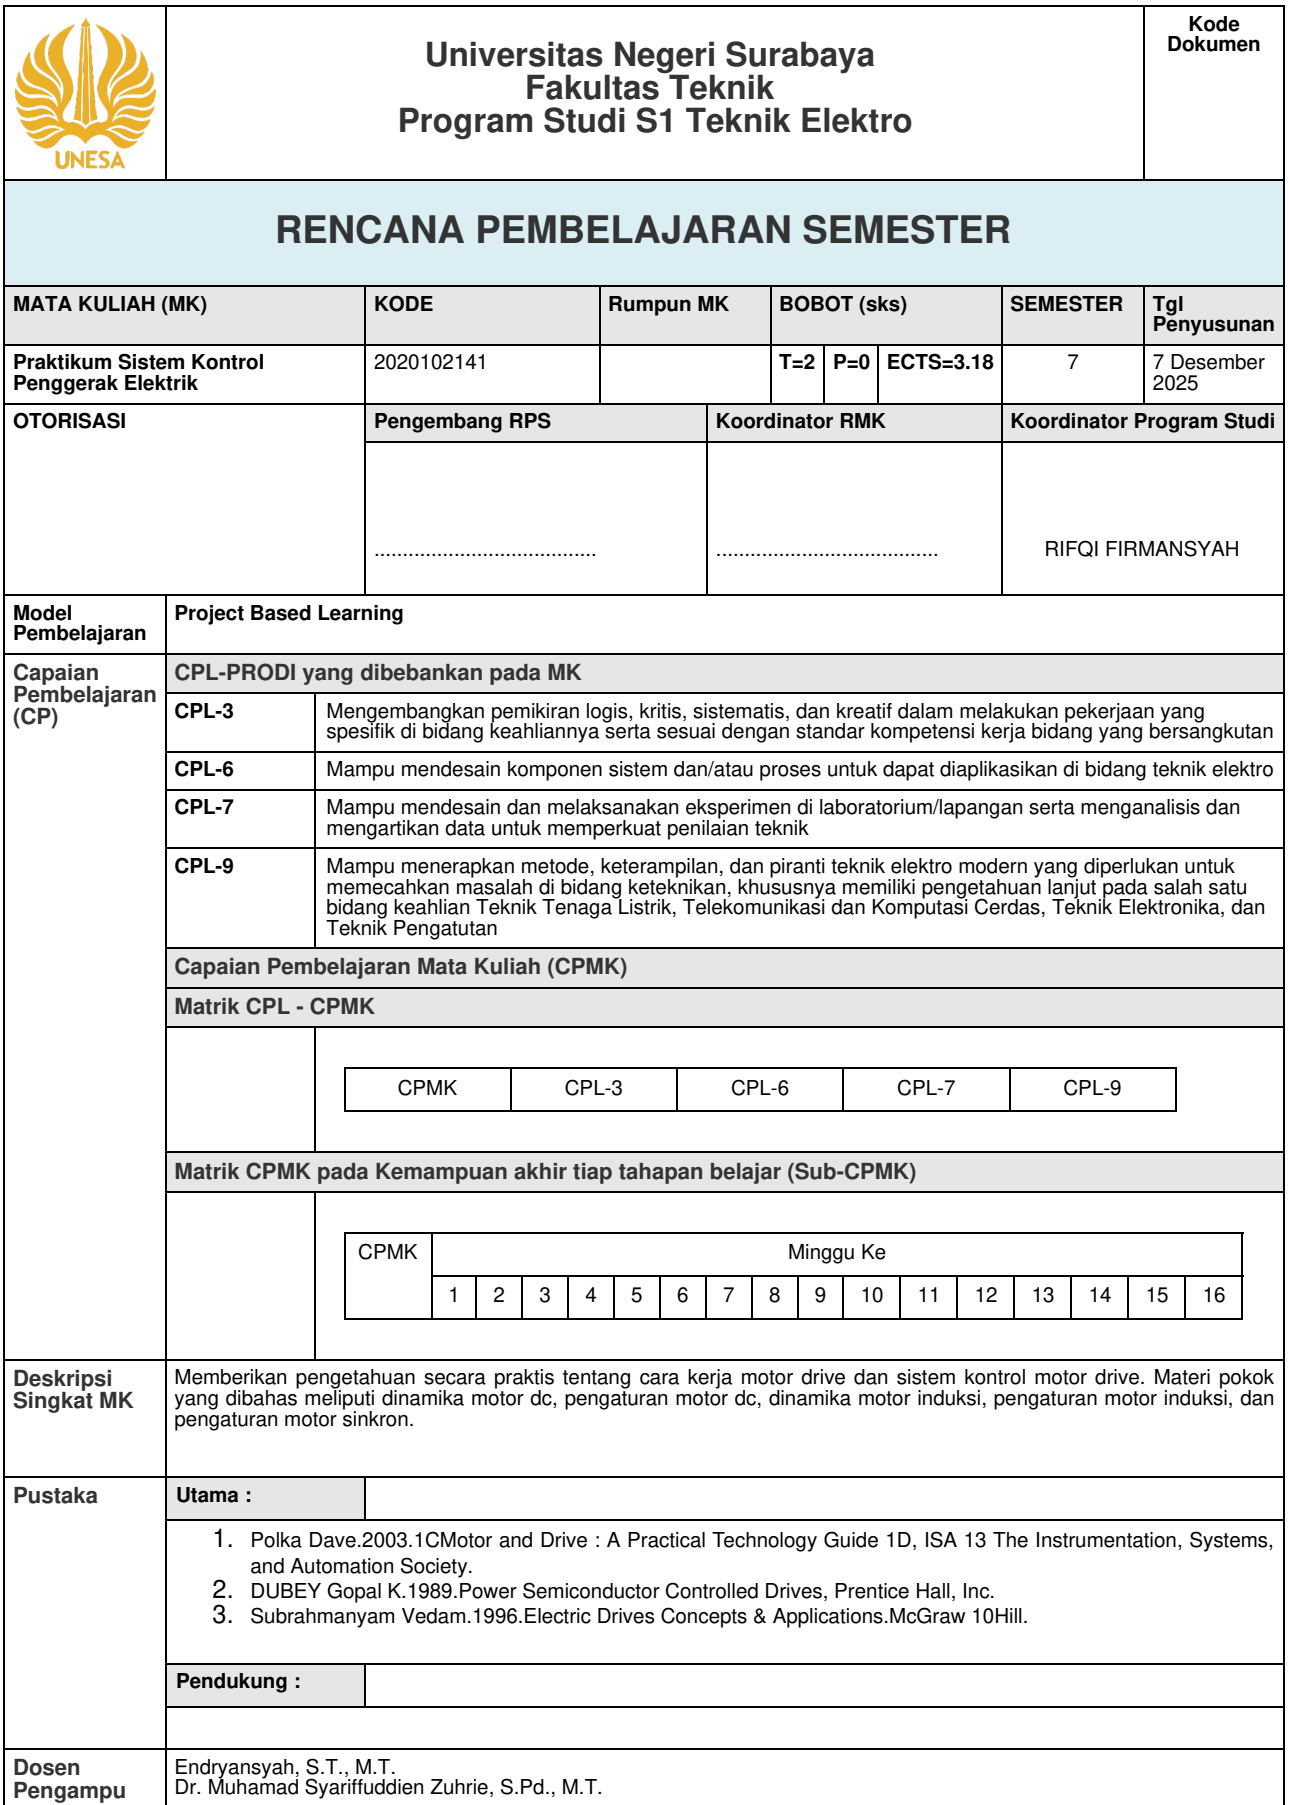 UNESA
Universitas Negeri Surabaya
Fakultas Teknik
Program Studi S1 Teknik Elektro
Kode
Dokumen
RENCANA PEMBELAJARAN SEMESTER
MATA KULIAH (MK)
KODE
Rumpun MK
BOBOT (sks)
SEMESTER
Tgl
Penyusunan
Praktikum Sistem Kontrol
Penggerak Elektrik
2020102141
T=2
P=0
ECTS=3.18
7
7 Desember
2025
OTORISASI
Pengembang RPS
Koordinator RMK
Koordinator Program Studi
.......................................
.......................................
RIFQI FIRMANSYAH
Model
Pembelajaran
Project Based Learning
Capaian
Pembelajaran
(CP)
CPL-PRODI yang dibebankan pada MK
CPL-3
Mengembangkan pemikiran logis, kritis, sistematis, dan kreatif dalam melakukan pekerjaan yang
spesifik di bidang keahliannya serta sesuai dengan standar kompetensi kerja bidang yang bersangkutan
CPL-6
Mampu mendesain komponen sistem dan/atau proses untuk dapat diaplikasikan di bidang teknik elektro
CPL-7
Mampu mendesain dan melaksanakan eksperimen di laboratorium/lapangan serta menganalisis dan
mengartikan data untuk memperkuat penilaian teknik
CPL-9
Mampu menerapkan metode, keterampilan, dan piranti teknik elektro modern yang diperlukan untuk
memecahkan masalah di bidang keteknikan, khususnya memiliki pengetahuan lanjut pada salah satu
bidang keahlian Teknik Tenaga Listrik, Telekomunikasi dan Komputasi Cerdas, Teknik Elektronika, dan
Teknik Pengatutan
Capaian Pembelajaran Mata Kuliah (CPMK)
Matrik CPL - CPMK
CPMK
CPL-3
CPL-6
CPL-7
CPL-9
Matrik CPMK pada Kemampuan akhir tiap tahapan belajar (Sub-CPMK)
CPMK
Minggu Ke
1 2 3 4 5 6 7 8 9 10 11 12 13 14 15 16
Deskripsi
Singkat MK
Memberikan pengetahuan secara praktis tentang cara kerja motor drive dan sistem kontrol motor drive. Materi pokok
yang dibahas meliputi dinamika motor dc, pengaturan motor dc, dinamika motor induksi, pengaturan motor induksi, dan
pengaturan motor sinkron.
Pustaka
Utama :
1. Polka Dave.2003.1CMotor and Drive : A Practical Technology Guide 1D, ISA 13 The Instrumentation, Systems,
and Automation Society.
2. DUBEY Gopal K.1989.Power Semiconductor Controlled Drives, Prentice Hall, Inc.
3. Subrahmanyam Vedam.1996.Electric Drives Concepts & Applications.McGraw 10Hill.
Pendukung :
Dosen
Pengampu
Endryansyah, S.T., M.T.
Dr. Muhamad Syariffuddien Zuhrie, S.Pd., M.T.